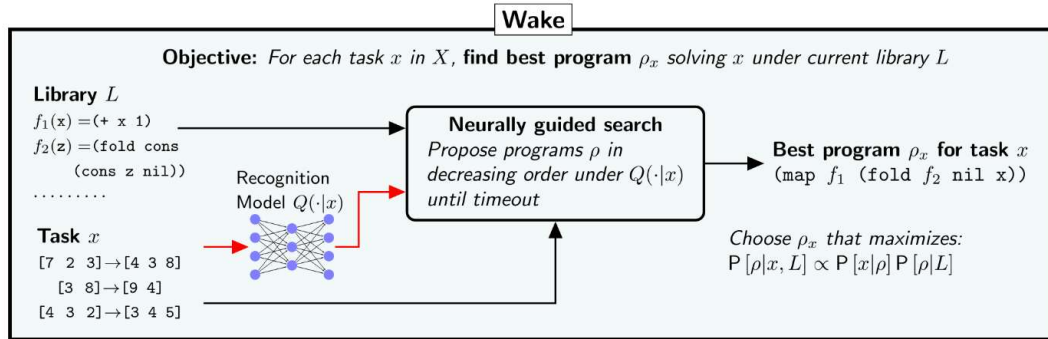 Wake
Objective: For each task x in X, find best program ρₓ solving x under current library L
Library L
f₁(x) =(+ x 1)
f₂(z) =(fold cons
(cons z nil))
.........
Neurally guided search
Propose programs ρ in
decreasing order under Q(·|x)
until timeout
Best program ρₓ for task x
(map f₁ (fold f₂ nil x))
Recognition
Model Q(·|x)
Task x
[7 2 3]→[4 3 8]
[3 8]→[9 4]
[4 3 2]→[3 4 5]
Choose ρₓ that maximizes:
P [ρ|x, L] ∝ P [x|ρ] P [ρ|L]